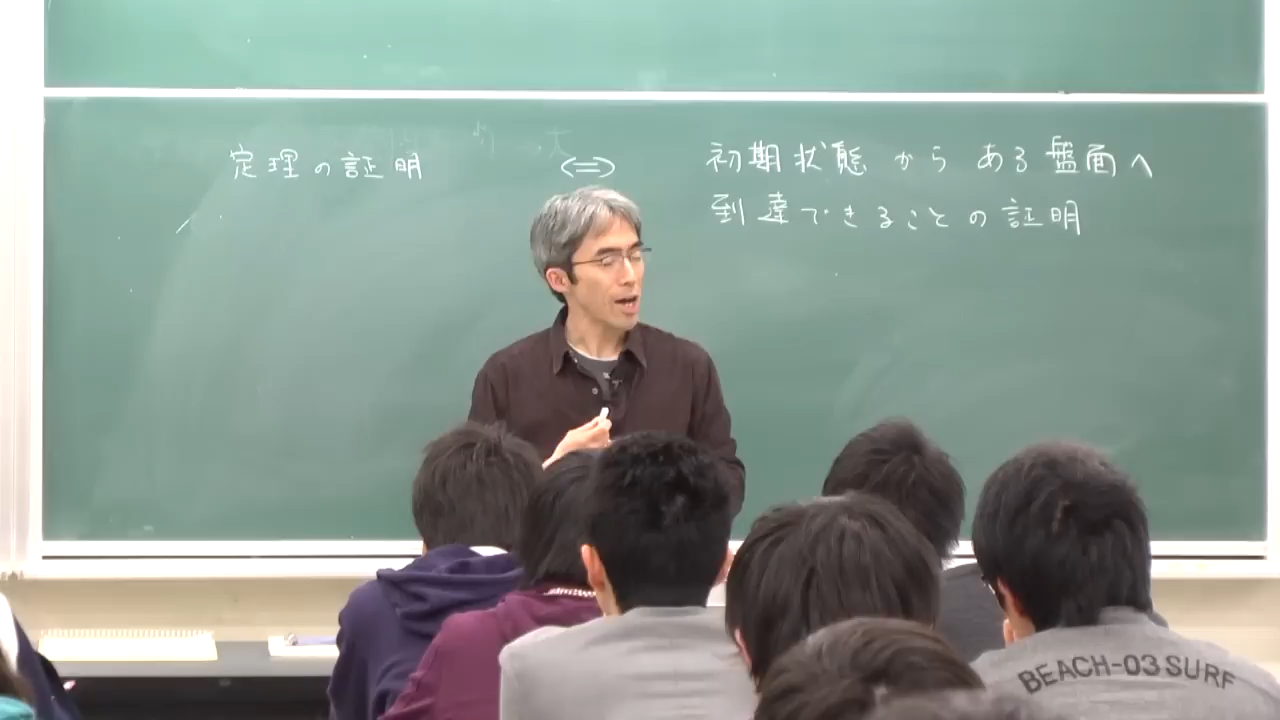 定理の証明
⇔
初期状態から ある盤面へ
到達できることの証明
BEACH-03 SURF